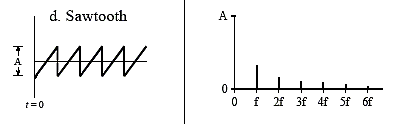 d. Sawtooth
A
t = 0
A
0
0 f 2f 3f 4f 5f 6f